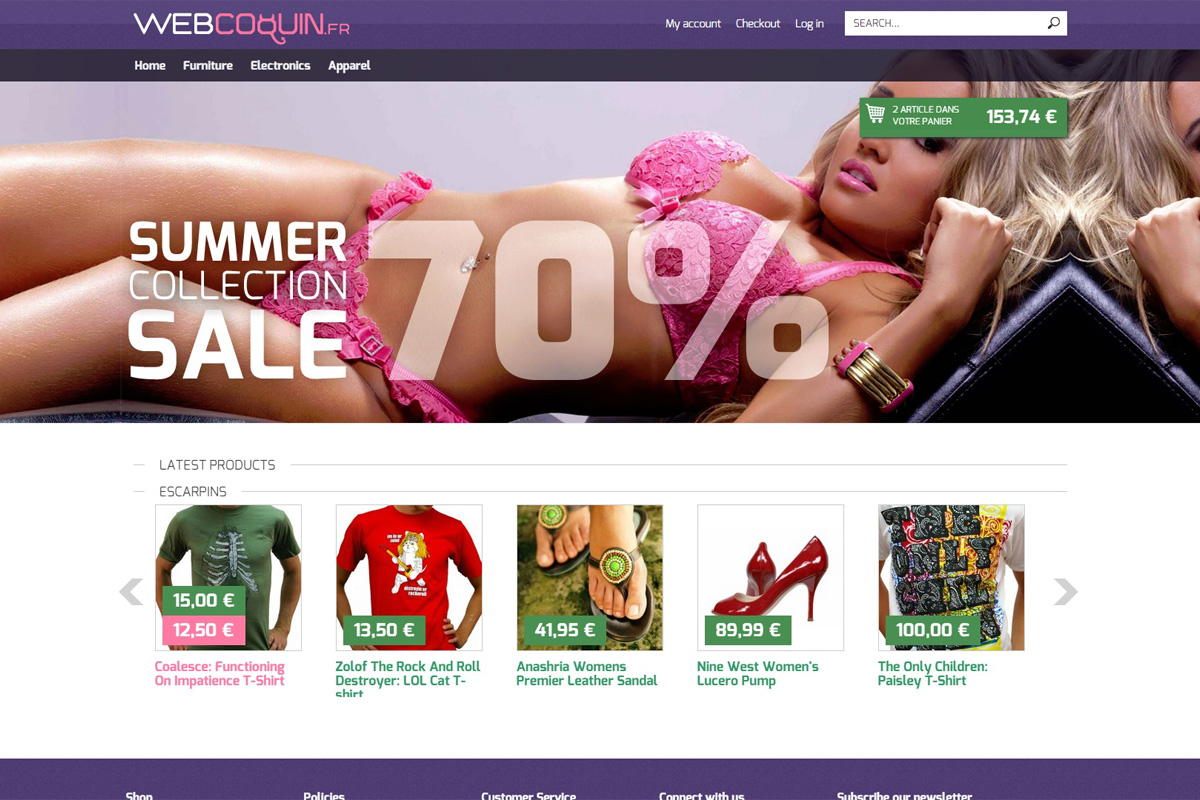 WEBCOQUIN.FR
My account Checkout Log in SEARCH...
Home Furniture Electronics Apparel
2 ARTICLE DANS
VOTRE PANIER
153,74 €
SUMMER
COLLECTION
SALE
70%
LATEST PRODUCTS
ESCARPINS
15,00 €
12,50 €
13,50 €
41,95 €
89,99 €
100,00 €
Coalesce: Functioning
On Impatience T-Shirt
Zolof The Rock And Roll
Destroyer: LOL Cat T-
shirt
Anashria Womens
Premier Leather Sandal
Nine West Women's
Lucero Pump
The Only Children:
Paisley T-Shirt
Shop Policies Customer Service Connect with us Subscribe our newsletter